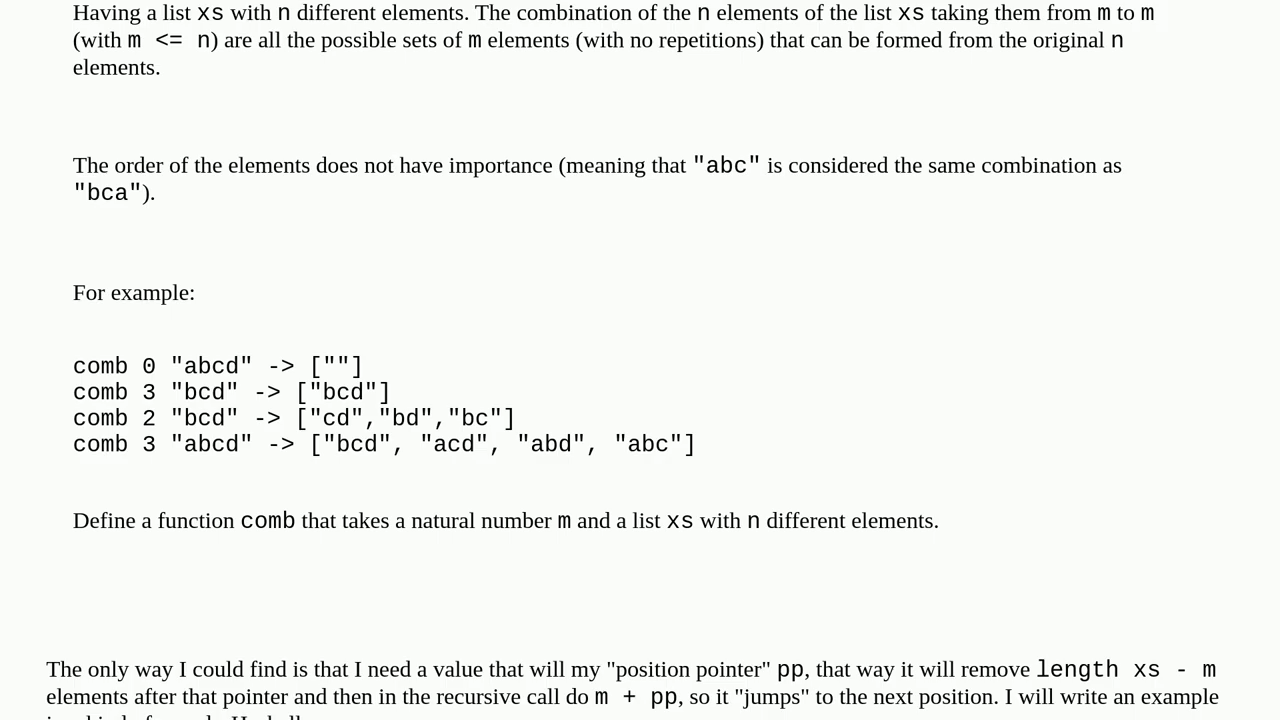 Having a list xs with n different elements. The combination of the n elements of the list xs taking them from m to m
(with m <= n) are all the possible sets of m elements (with no repetitions) that can be formed from the original n
elements.
The order of the elements does not have importance (meaning that "abc" is considered the same combination as
"bca").
For example:
comb 0 "abcd" -> [""]
comb 3 "bcd" -> ["bcd"]
comb 2 "bcd" -> ["cd","bd","bc"]
comb 3 "abcd" -> ["bcd", "acd", "abd", "abc"]
Define a function comb that takes a natural number m and a list xs with n different elements.
The only way I could find is that I need a value that will my "position pointer" pp, that way it will remove length xs - m
elements after that pointer and then in the recursive call do m + pp, so it "jumps" to the next position. I will write an example